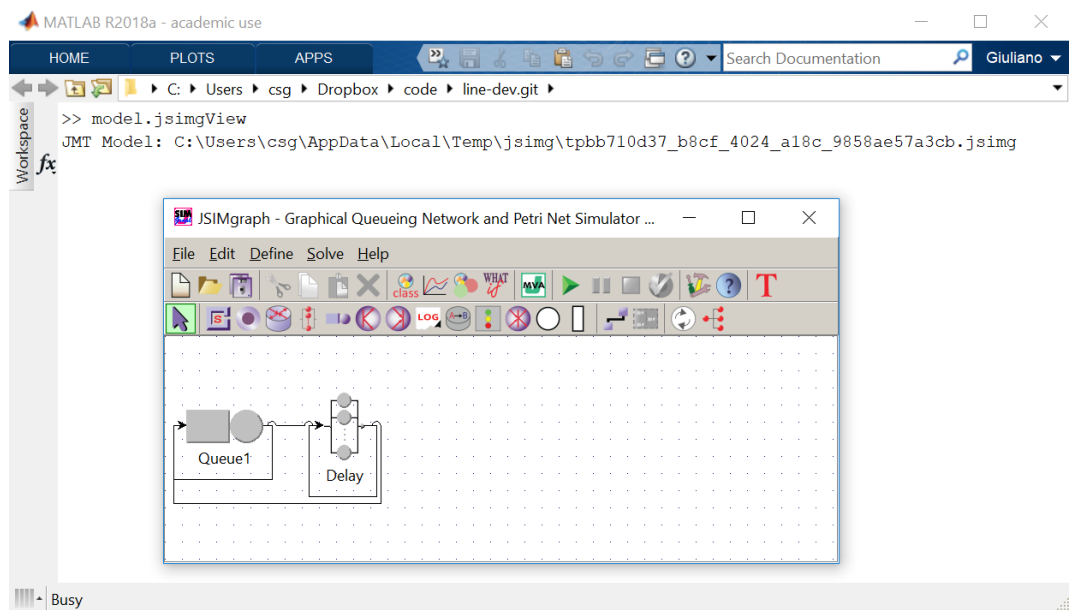 MATLAB R2018a - academic use
HOME PLOTS APPS Search Documentation Giuliano
C: Users csg Dropbox code line-dev.git
Workspace
>> model.jsimgView
JMT Model: C:\Users\csg\AppData\Local\Temp\jsimg\tpbb710d37_b8cf_4024_a18c_9858ae57a3cb.jsimg
fx
JSIMgraph - Graphical Queueing Network and Petri Net Simulator ...
File Edit Define Solve Help
class WHAT if MVA ? T
S LOG A→B
Queue1
Delay
Busy